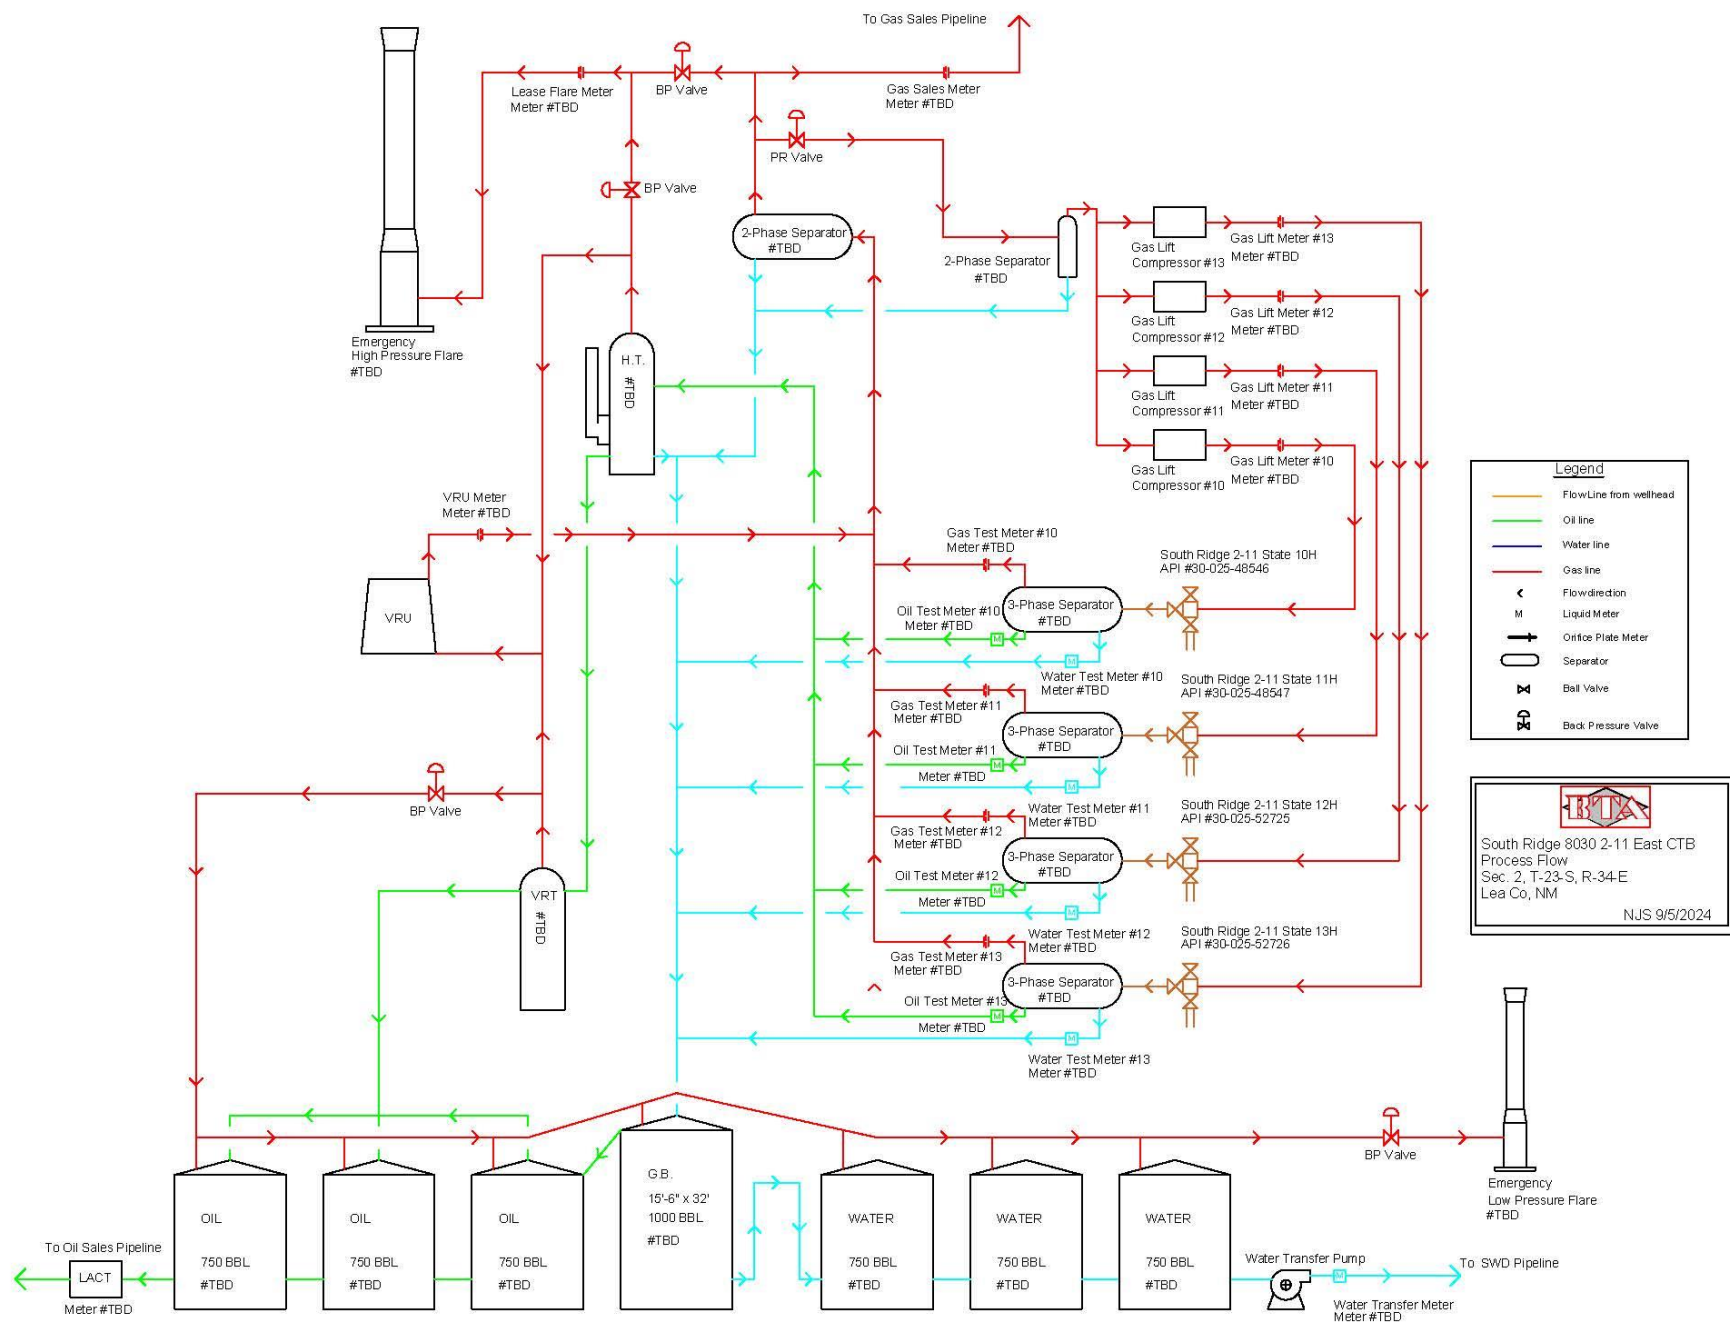 To Gas Sales Pipeline
Lease Flare Meter
Meter #TBD
BP Valve
Gas Sales Meter
Meter #TBD
PR Valve
BP Valve
2-Phase Separator
#TBD
2-Phase Separator
#TBD
Gas Lift
Compressor #13
Gas Lift Meter #13
Meter #TBD
Gas Lift
Compressor #12
Gas Lift Meter #12
Meter #TBD
Gas Lift
Compressor #11
Gas Lift Meter #11
Meter #TBD
Gas Lift
Compressor #10
Gas Lift Meter #10
Meter #TBD
Emergency
High Pressure Flare
#TBD
H.T.
#TBD
VRU Meter
Meter #TBD
VRU
Gas Test Meter #10
Meter #TBD
South Ridge 2-11 State 10H
API #30-025-48546
3-Phase Separator
#TBD
Oil Test Meter #10
Meter #TBD
M
M
Water Test Meter #10
Meter #TBD
South Ridge 2-11 State 11H
API #30-025-48547
Gas Test Meter #11
Meter #TBD
3-Phase Separator
#TBD
Oil Test Meter #11
Meter #TBD
M
M
Water Test Meter #11
Meter #TBD
South Ridge 2-11 State 12H
API #30-025-52725
Gas Test Meter #12
Meter #TBD
3-Phase Separator
#TBD
Oil Test Meter #12
Meter #TBD
M
M
Water Test Meter #12
Meter #TBD
South Ridge 2-11 State 13H
API #30-025-52726
Gas Test Meter #13
Meter #TBD
3-Phase Separator
#TBD
Oil Test Meter #13
Meter #TBD
M
M
Water Test Meter #13
Meter #TBD
BP Valve
VRT
#TBD
Legend
FlowLine from wellhead
Oil line
Water line
Gas line
Flowdirection
M
Liquid Meter
Orifice Plate Meter
Separator
Ball Valve
Back Pressure Valve
BTA
South Ridge 8030 2-11 East CTB
Process Flow
Sec. 2, T-23-S, R-34-E
Lea Co, NM
NJS 9/5/2024
BP Valve
Emergency
Low Pressure Flare
#TBD
To Oil Sales Pipeline
LACT
Meter #TBD
OIL
750 BBL
#TBD
OIL
750 BBL
#TBD
OIL
750 BBL
#TBD
G.B.
15'-6" x 32'
1000 BBL
#TBD
WATER
750 BBL
#TBD
WATER
750 BBL
#TBD
WATER
750 BBL
#TBD
Water Transfer Pump
M
To SWD Pipeline
Water Transfer Meter
Meter #TBD